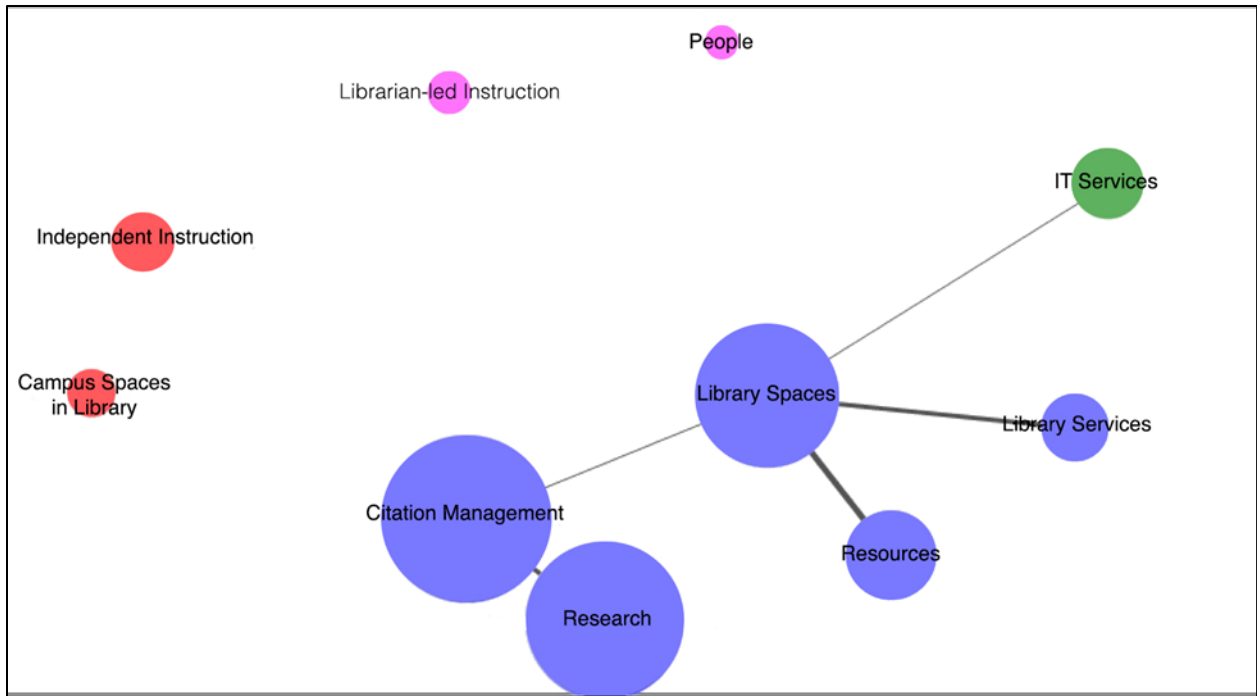 People
Librarian-led Instruction
IT Services
Independent Instruction
Campus Spaces
in Library
Library Spaces
Library Services
Citation Management
Resources
Research